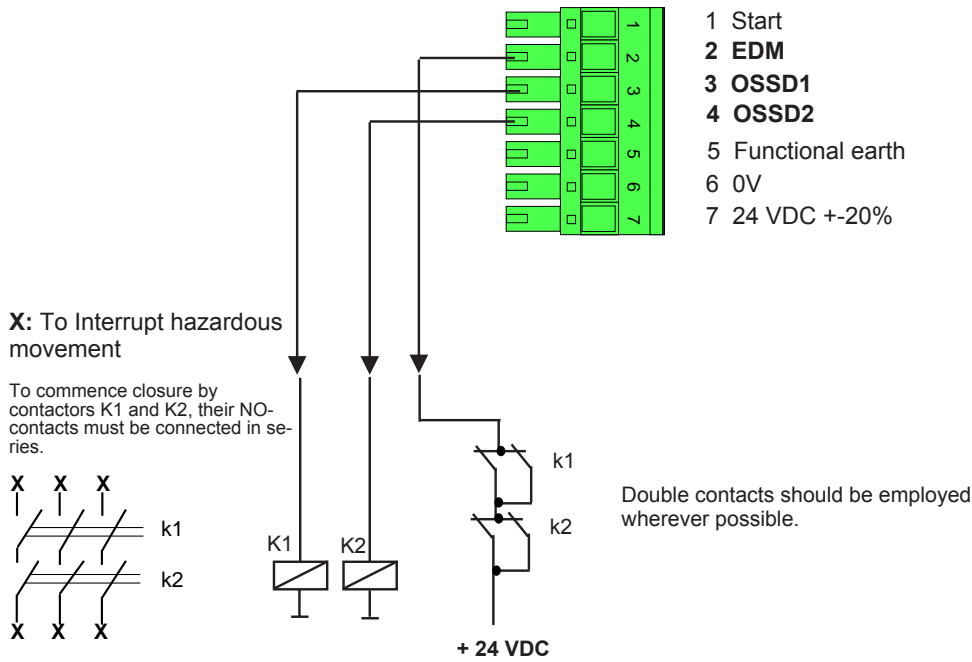 1
2
3
4
5
6
7
1 Start
2 EDM
3 OSSD1
4 OSSD2
5 Functional earth
6 0V
7 24 VDC +-20%
X: To Interrupt hazardous
movement
To commence closure by
contactors K1 and K2, their NO-
contacts must be connected in se-
ries.
X X X
k1
k2
X X X
K1
K2
k1
k2
+ 24 VDC
Double contacts should be employed
wherever possible.